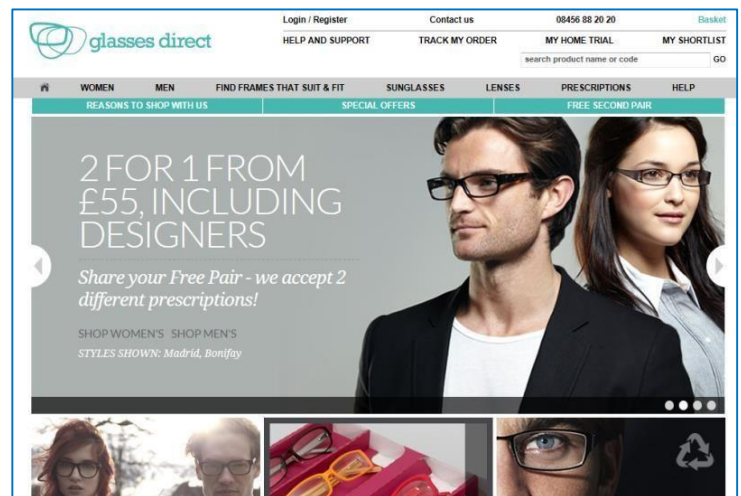 glasses direct
Login / Register Contact us 08456 88 20 20 Basket
HELP AND SUPPORT TRACK MY ORDER MY HOME TRIAL MY SHORTLIST
search product name or code GO
WOMEN MEN FIND FRAMES THAT SUIT & FIT SUNGLASSES LENSES PRESCRIPTIONS HELP
REASONS TO SHOP WITH US SPECIAL OFFERS FREE SECOND PAIR
2 FOR 1 FROM
£55, INCLUDING
DESIGNERS
Share your Free Pair - we accept 2
different prescriptions!
SHOP WOMEN'S SHOP MEN'S
STYLES SHOWN: Madrid, Bonifay